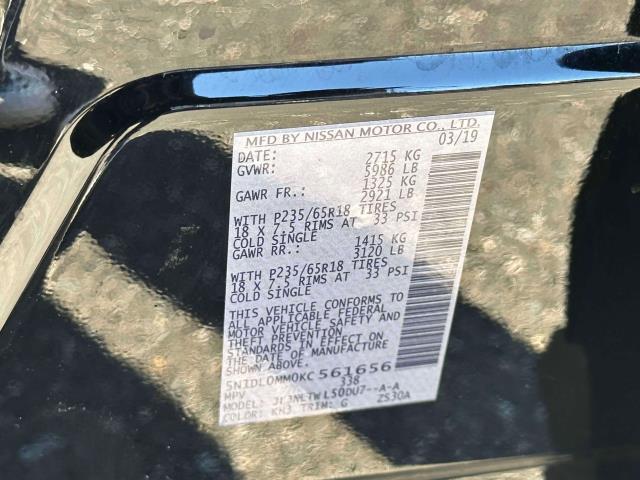 MFD BY NISSAN MOTOR CO., LTD.
DATE: 03/19
GVWR: 2715 KG
5986 LB
GAWR FR.: 1325 KG
2921 LB
WITH P235/65R18 TIRES
18 X 7.5 RIMS AT 33 PSI
COLD SINGLE
GAWR RR.: 1415 KG
3120 LB
WITH P235/65R18 TIRES
18 X 7.5 RIMS AT 33 PSI
COLD SINGLE
THIS VEHICLE CONFORMS TO
ALL APPLICABLE FEDERAL
MOTOR VEHICLE SAFETY AND
THEFT PREVENTION
STANDARDS IN EFFECT ON
THE DATE OF MANUFACTURE
SHOWN ABOVE.
5N1DL0MM0KC561656
MPV 338
MODEL:
COLOR: KH3 TRIM: G ZS30A